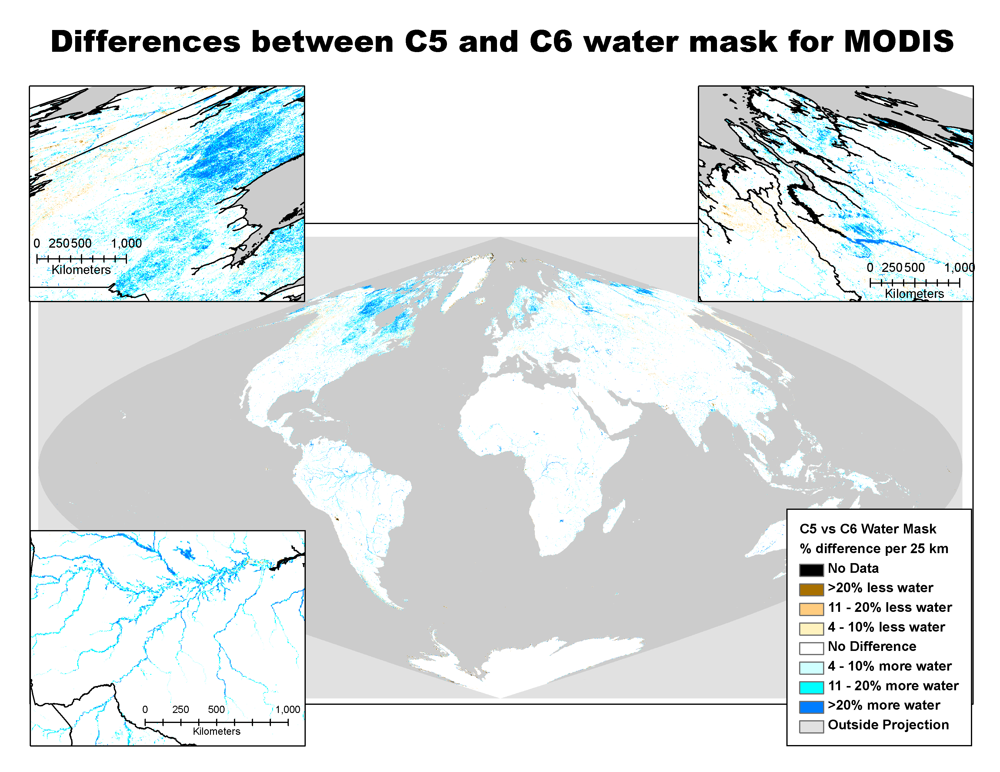 Differences between C5 and C6 water mask for MODIS
0 250 500 1,000
Kilometers
0 250 500 1,000
Kilometers
0 250 500 1,000
Kilometers
C5 vs C6 Water Mask
% difference per 25 km
No Data
>20% less water
11 - 20% less water
4 - 10% less water
No Difference
4 - 10% more water
11 - 20% more water
>20% more water
Outside Projection